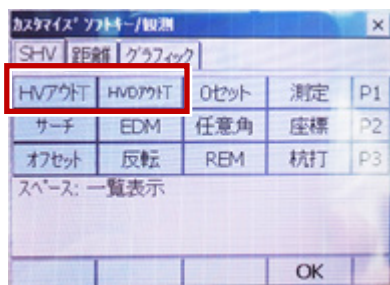 カスタマイズ ソフトキー/観測 ×
SHV 距離 グラフィック
HVアウトT HVDアウトT 0セット 測定 P1
サーチ EDM 任意角 座標 P2
オフセット 反転 REM 杭打 P3
スペース: 一覧表示
OK